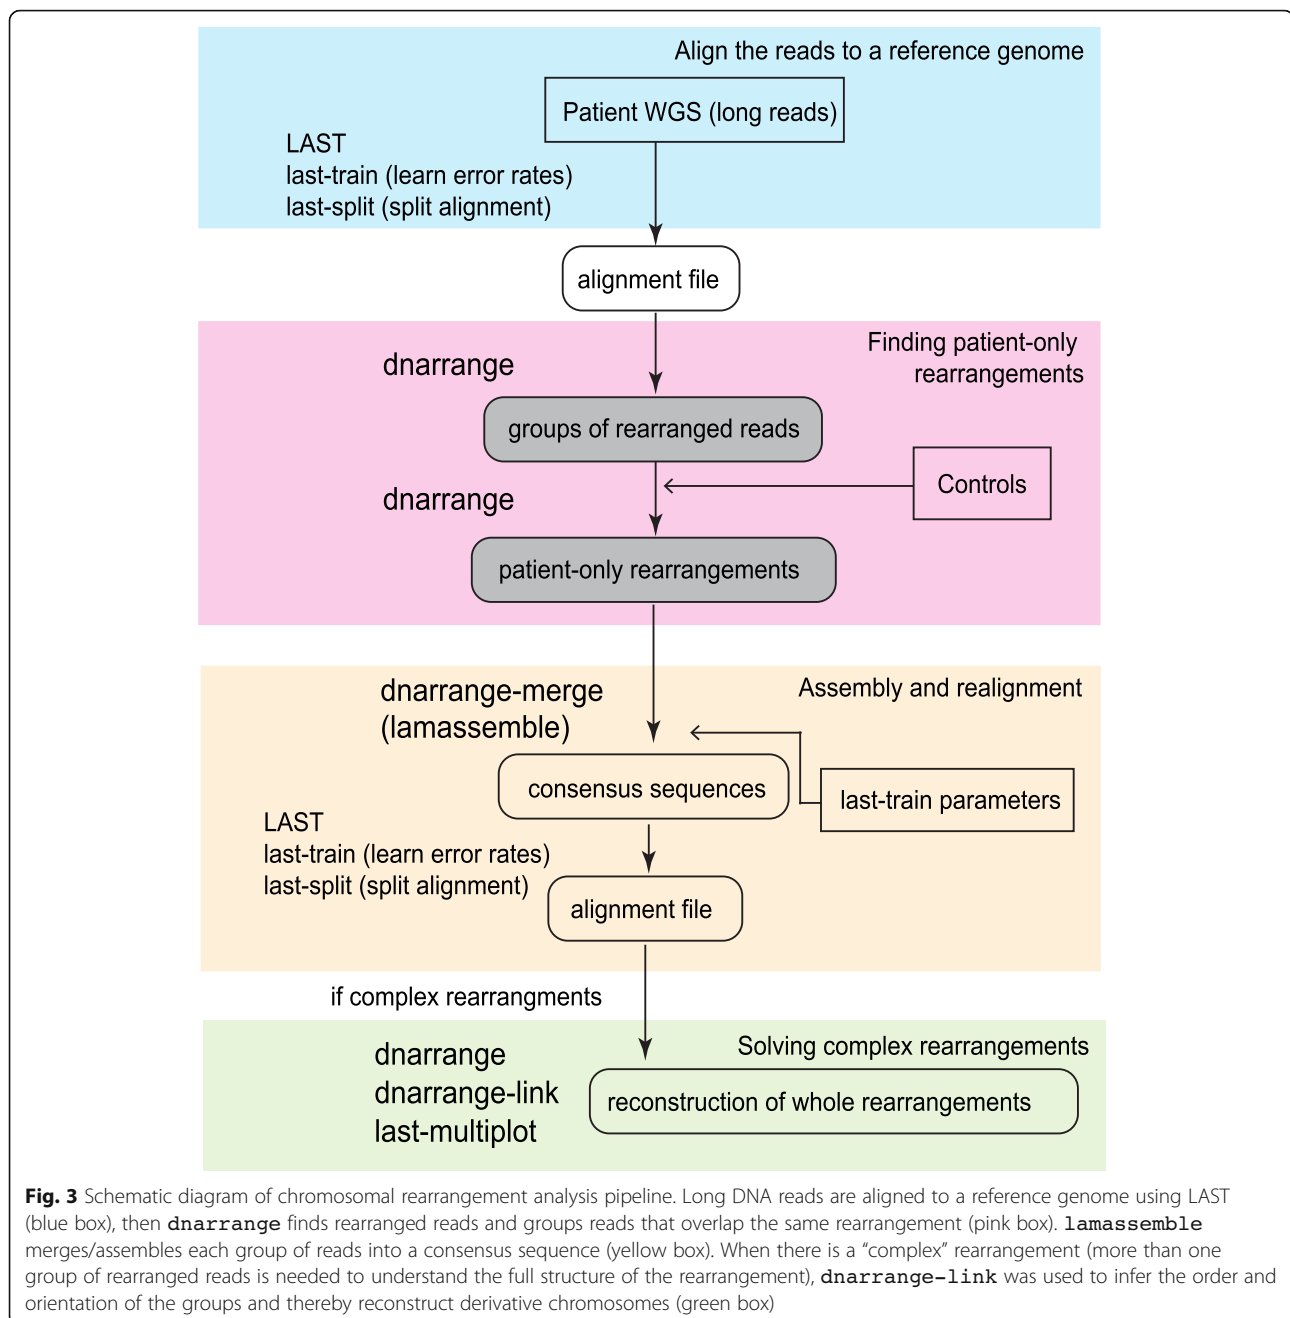 Align the reads to a reference genome
Patient WGS (long reads)
LAST
last-train (learn error rates)
last-split (split alignment)
alignment file
Finding patient-only
rearrangements
dnarrange
groups of rearranged reads
Controls
dnarrange
patient-only rearrangements
Assembly and realignment
dnarrange-merge
(lamassemble)
consensus sequences
last-train parameters
LAST
last-train (learn error rates)
last-split (split alignment)
alignment file
if complex rearrangments
Solving complex rearrangements
dnarrange
dnarrange-link
last-multiplot
reconstruction of whole rearrangements
Fig. 3 Schematic diagram of chromosomal rearrangement analysis pipeline. Long DNA reads are aligned to a reference genome using LAST
(blue box), then dnarrange finds rearranged reads and groups reads that overlap the same rearrangement (pink box). lamassemble
merges/assembles each group of reads into a consensus sequence (yellow box). When there is a “complex” rearrangement (more than one
group of rearranged reads is needed to understand the full structure of the rearrangement), dnarrange-link was used to infer the order and
orientation of the groups and thereby reconstruct derivative chromosomes (green box)